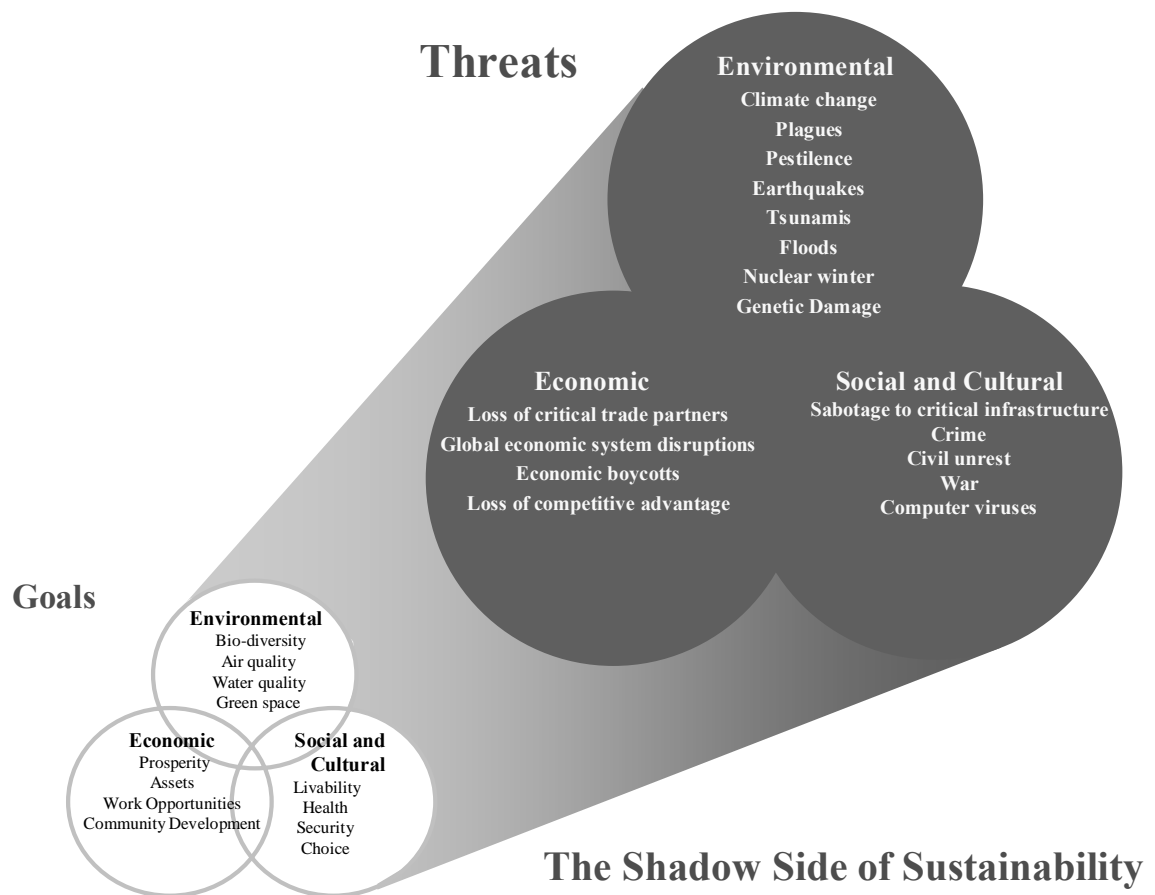 Threats
Environmental
Climate change
Plagues
Pestilence
Earthquakes
Tsunamis
Floods
Nuclear winter
Genetic Damage
Economic
Loss of critical trade partners
Global economic system disruptions
Economic boycotts
Loss of competitive advantage
Social and Cultural
Sabotage to critical infrastructure
Crime
Civil unrest
War
Computer viruses
Goals
Environmental
Bio-diversity
Air quality
Water quality
Green space
Economic
Prosperity
Assets
Work Opportunities
Community Development
Social and
Cultural
Livability
Health
Security
Choice
The Shadow Side of Sustainability